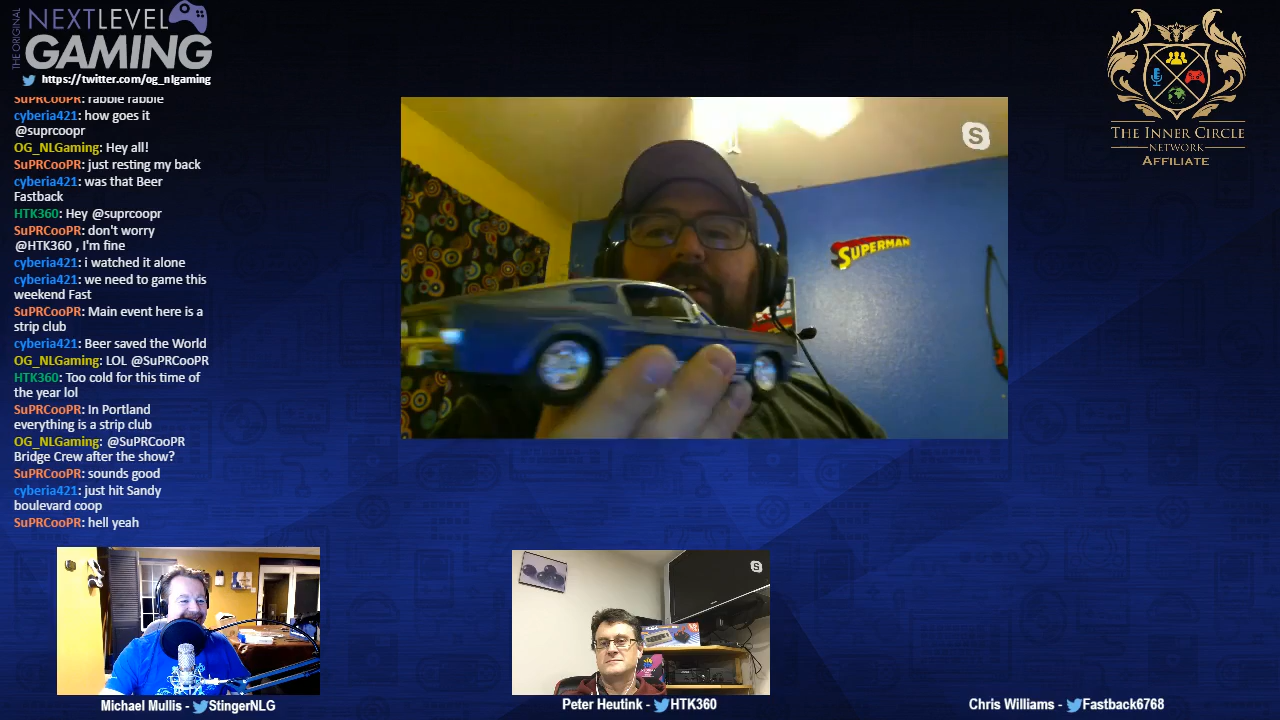 THE ORIGINAL
NEXTLEVEL
GAMING
https://twitter.com/og_nlgaming
SuPRCooPR: rabble rabble
cyberia421: how goes it
@suprcoopr
OG_NLGaming: Hey all!
SuPRCooPR: just resting my back
cyberia421: was that Beer
Fastback
HTK360: Hey @suprcoopr
SuPRCooPR: don't worry
@HTK360 , I'm fine
cyberia421: i watched it alone
cyberia421: we need to game this
weekend Fast
SuPRCooPR: Main event here is a
strip club
cyberia421: Beer saved the World
OG_NLGaming: LOL @SuPRCooPR
HTK360: Too cold for this time of
the year lol
SuPRCooPR: In Portland
everything is a strip club
OG_NLGaming: @SuPRCooPR
Bridge Crew after the show?
SuPRCooPR: sounds good
cyberia421: just hit Sandy
boulevard coop
SuPRCooPR: hell yeah
S
SUPERMAN
THE INNER CIRCLE
NETWORK
AFFILIATE
S
Michael Mullis - StingerNLG
Peter Heutink - HTK360
Chris Williams - Fastback6768